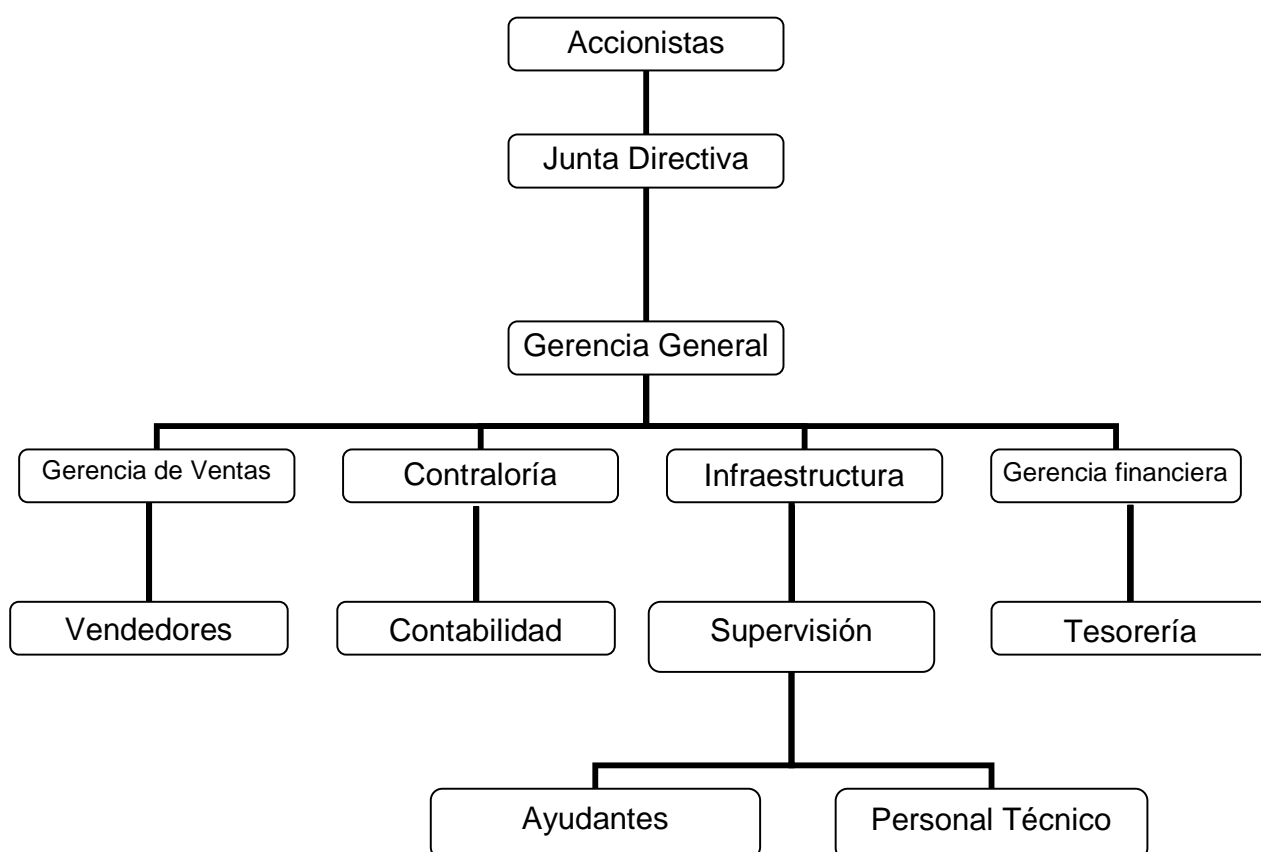 Accionistas
Junta Directiva
Gerencia General
Gerencia de Ventas
Contraloría
Infraestructura
Gerencia financiera
Vendedores
Contabilidad
Supervisión
Tesorería
Ayudantes
Personal Técnico